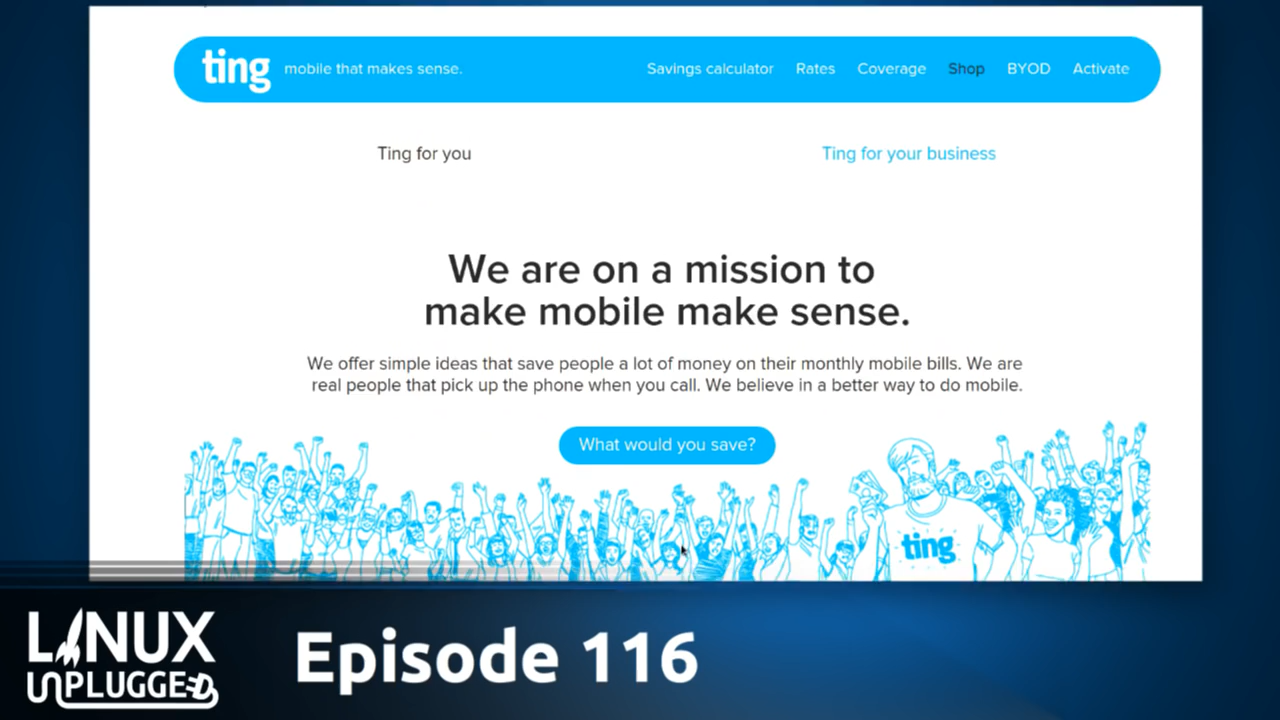 ting mobile that makes sense. Savings calculator Rates Coverage Shop BYOD Activate
Ting for you Ting for your business
We are on a mission to
make mobile make sense.
We offer simple ideas that save people a lot of money on their monthly mobile bills. We are
real people that pick up the phone when you call. We believe in a better way to do mobile.
What would you save?
ting
LINUX
UNPLUGGED
Episode 116